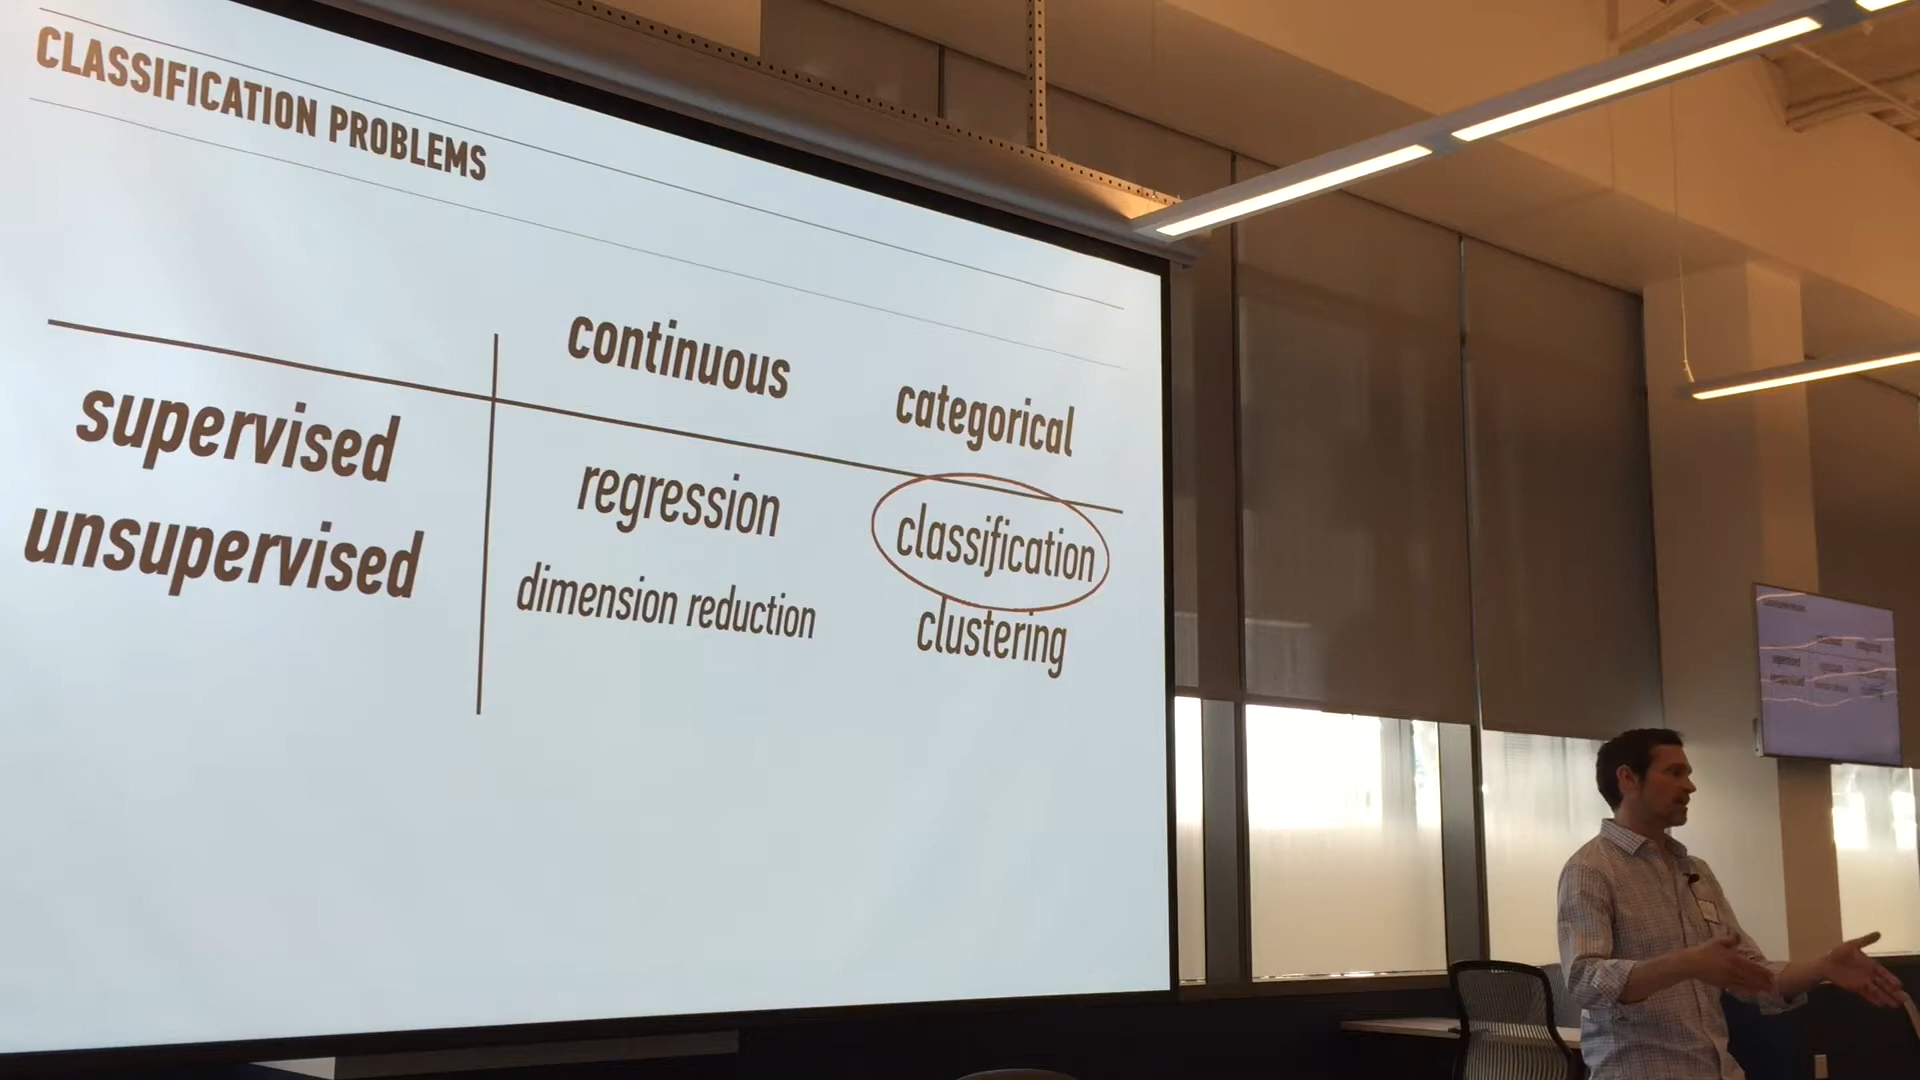 CLASSIFICATION PROBLEMS
continuous categorical
supervised regression classification
unsupervised dimension reduction clustering